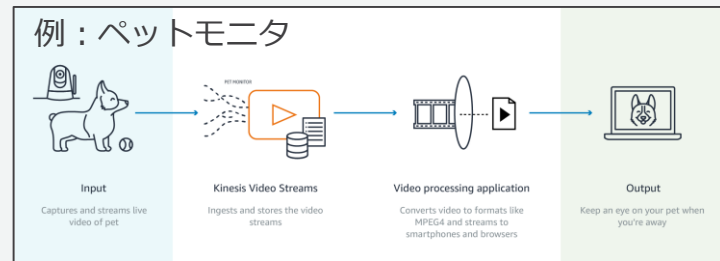 例：ペットモニタ
PET MONITOR
Input
Captures and streams live
video of pet
Kinesis Video Streams
Ingests and stores the video
streams
Video processing application
Converts video to formats like
MPEG4 and streams to
smartphones and browsers
Output
Keep an eye on your pet when
you're away